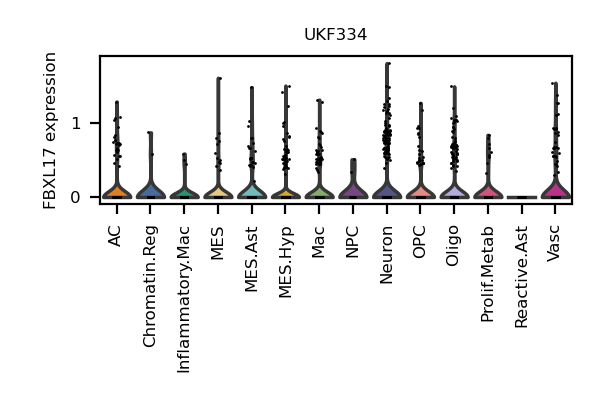 UKF334
FBXL17 expression
1
0
AC
Chromatin.Reg
Inflammatory.Mac
MES
MES.Ast
MES.Hyp
Mac
NPC
Neuron
OPC
Oligo
Prolif.Metab
Reactive.Ast
Vasc